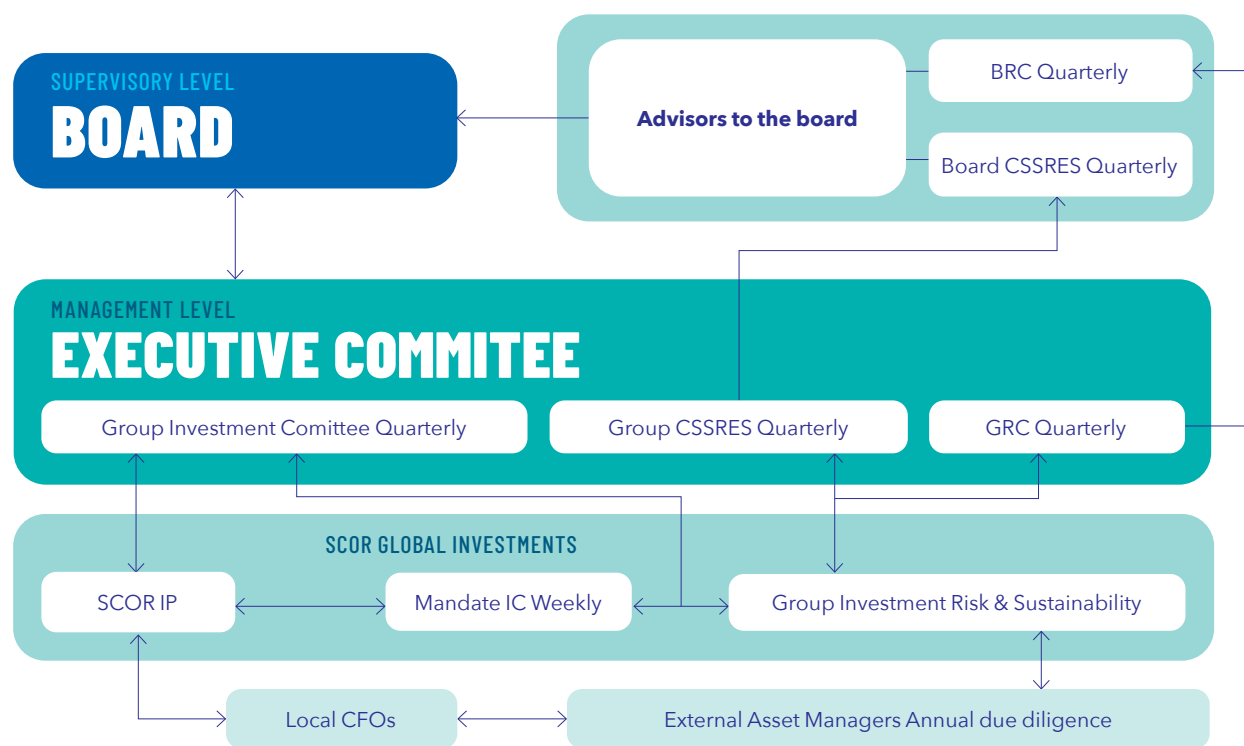 SUPERVISORY LEVEL
BOARD
Advisors to the board
BRC Quarterly
Board CSSRES Quarterly
MANAGEMENT LEVEL
EXECUTIVE COMMITEE
Group Investment Comittee Quarterly
Group CSSRES Quarterly
GRC Quarterly
SCOR GLOBAL INVESTMENTS
SCOR IP
Mandate IC Weekly
Group Investment Risk & Sustainability
Local CFOs
External Asset Managers Annual due diligence